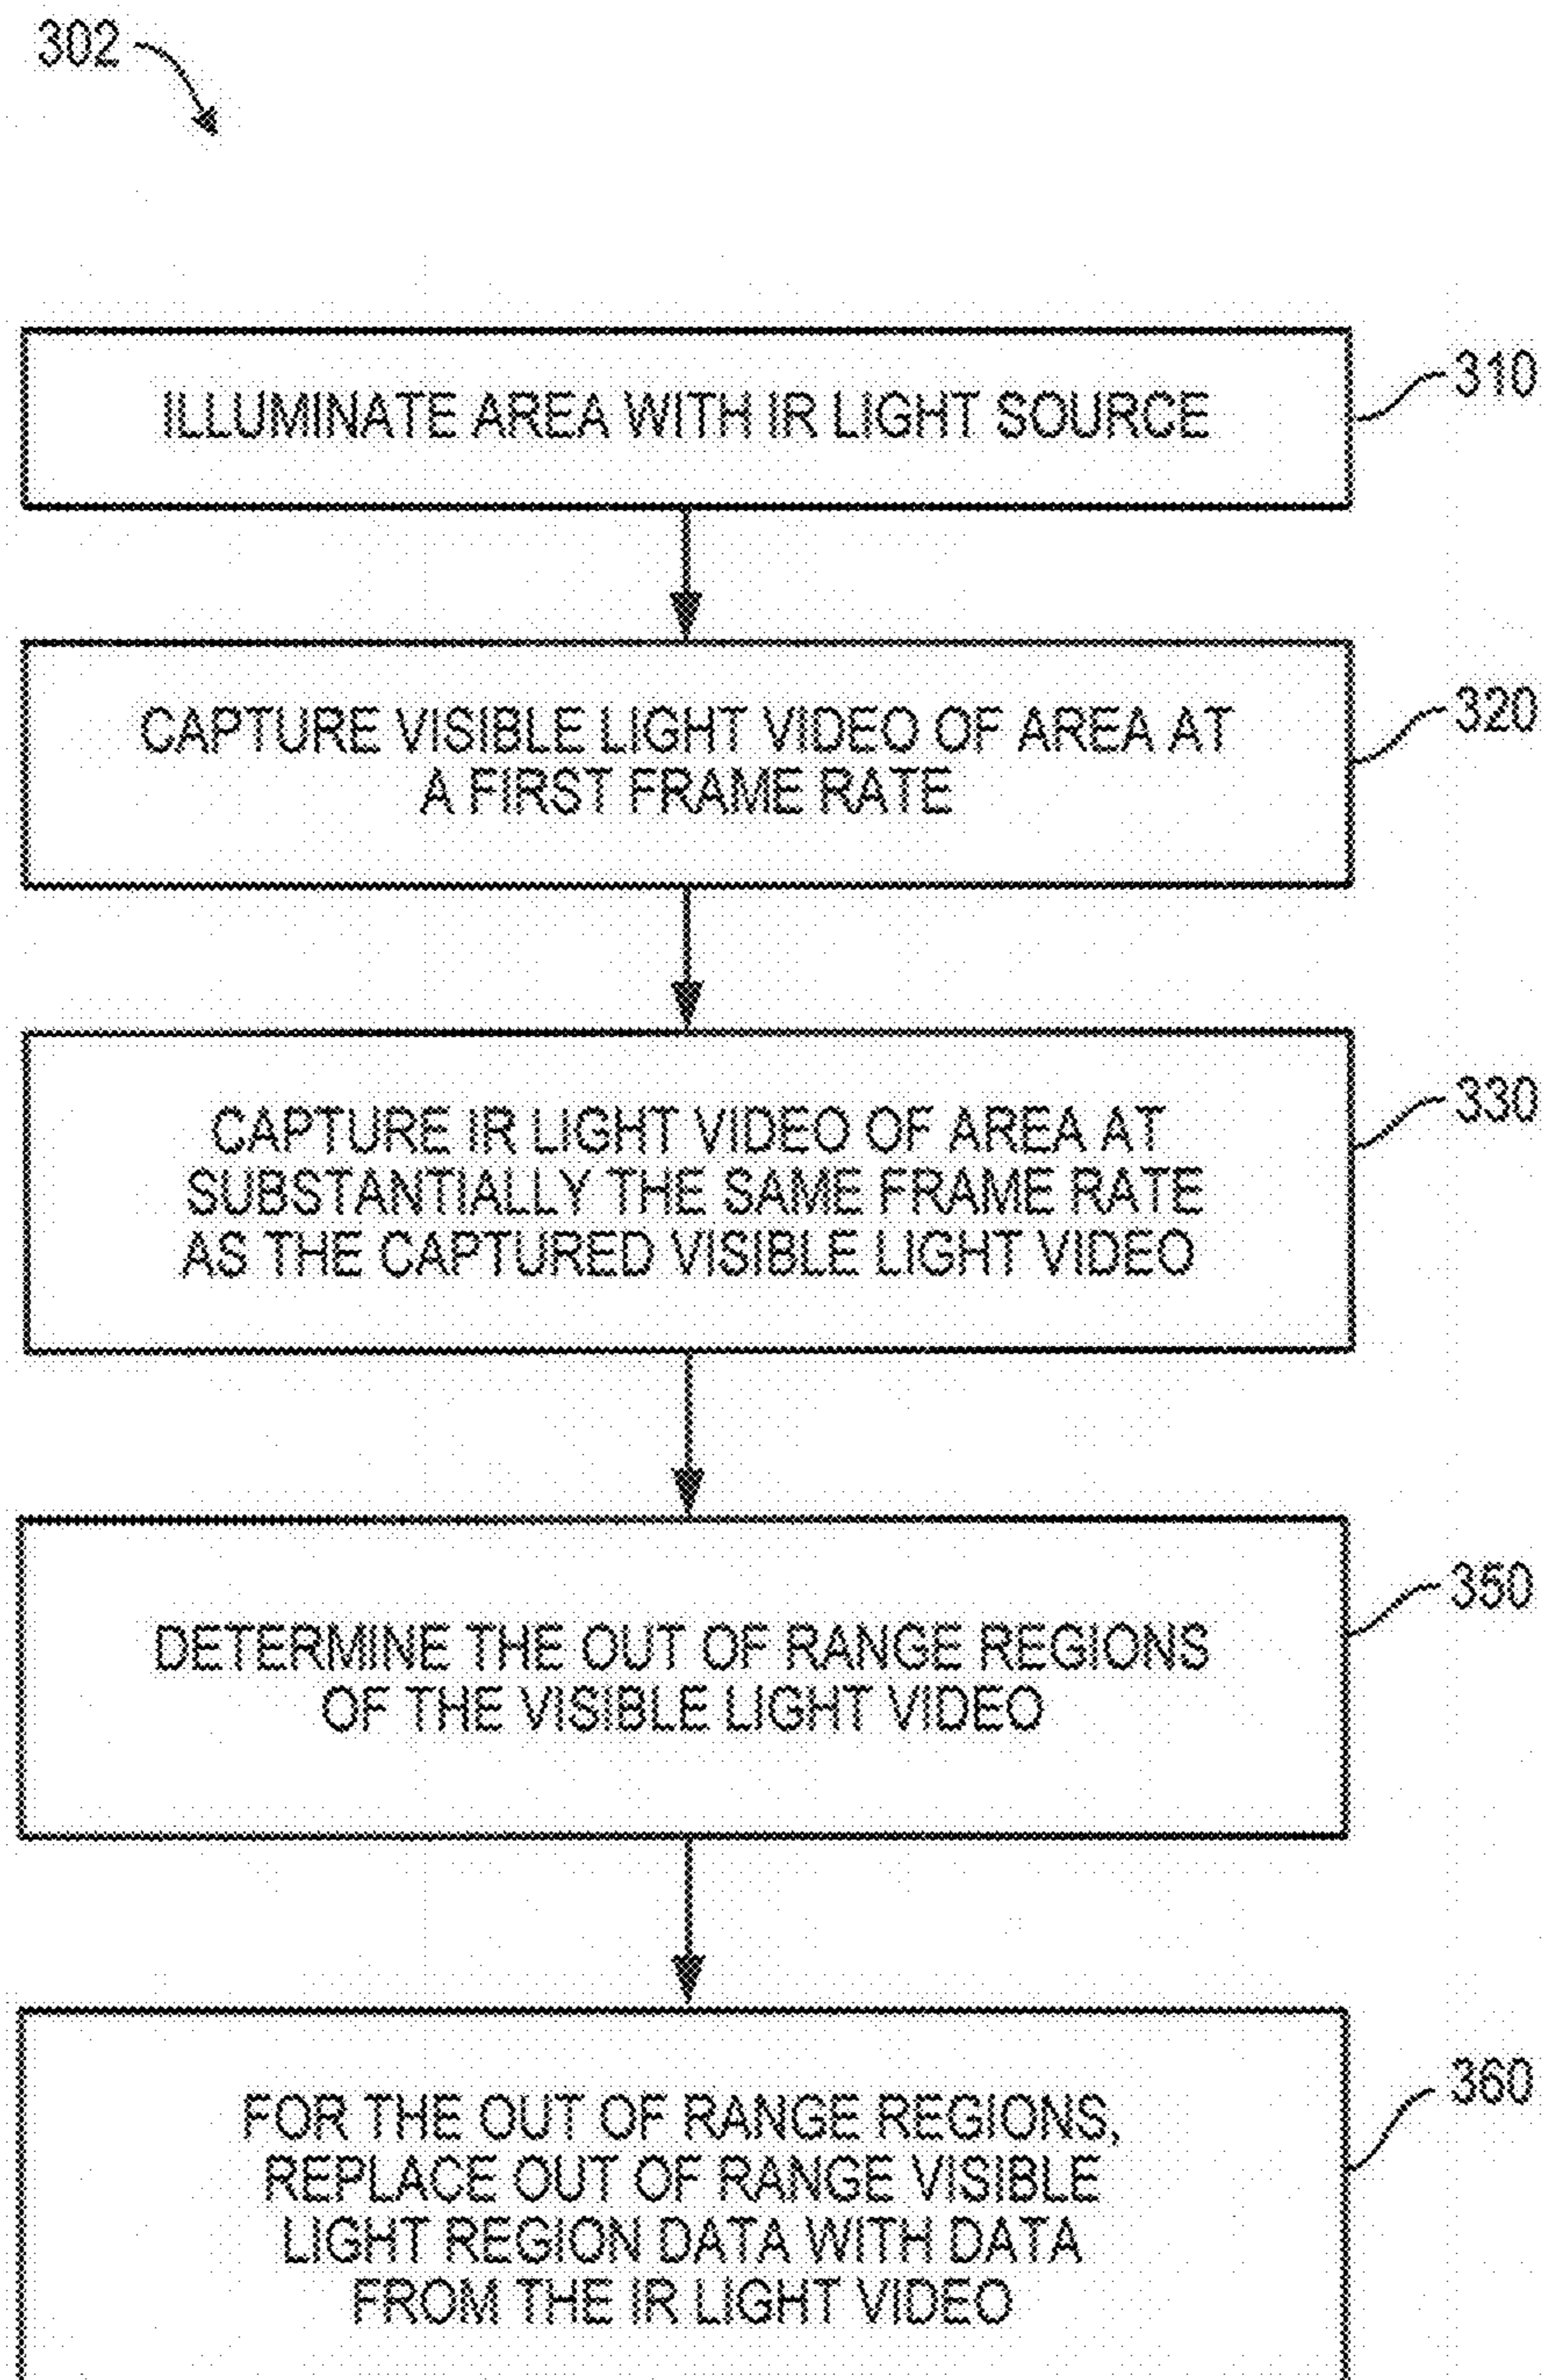 302
ILLUMINATE AREA WITH IR LIGHT SOURCE
310
CAPTURE VISIBLE LIGHT VIDEO OF AREA AT
A FIRST FRAME RATE
320
CAPTURE IR LIGHT VIDEO OF AREA AT
SUBSTANTIALLY THE SAME FRAME RATE
AS THE CAPTURED VISIBLE LIGHT VIDEO
330
DETERMINE THE OUT OF RANGE REGIONS
OF THE VISIBLE LIGHT VIDEO
350
FOR THE OUT OF RANGE REGIONS,
REPLACE OUT OF RANGE VISIBLE
LIGHT REGION DATA WITH DATA
FROM THE IR LIGHT VIDEO
360